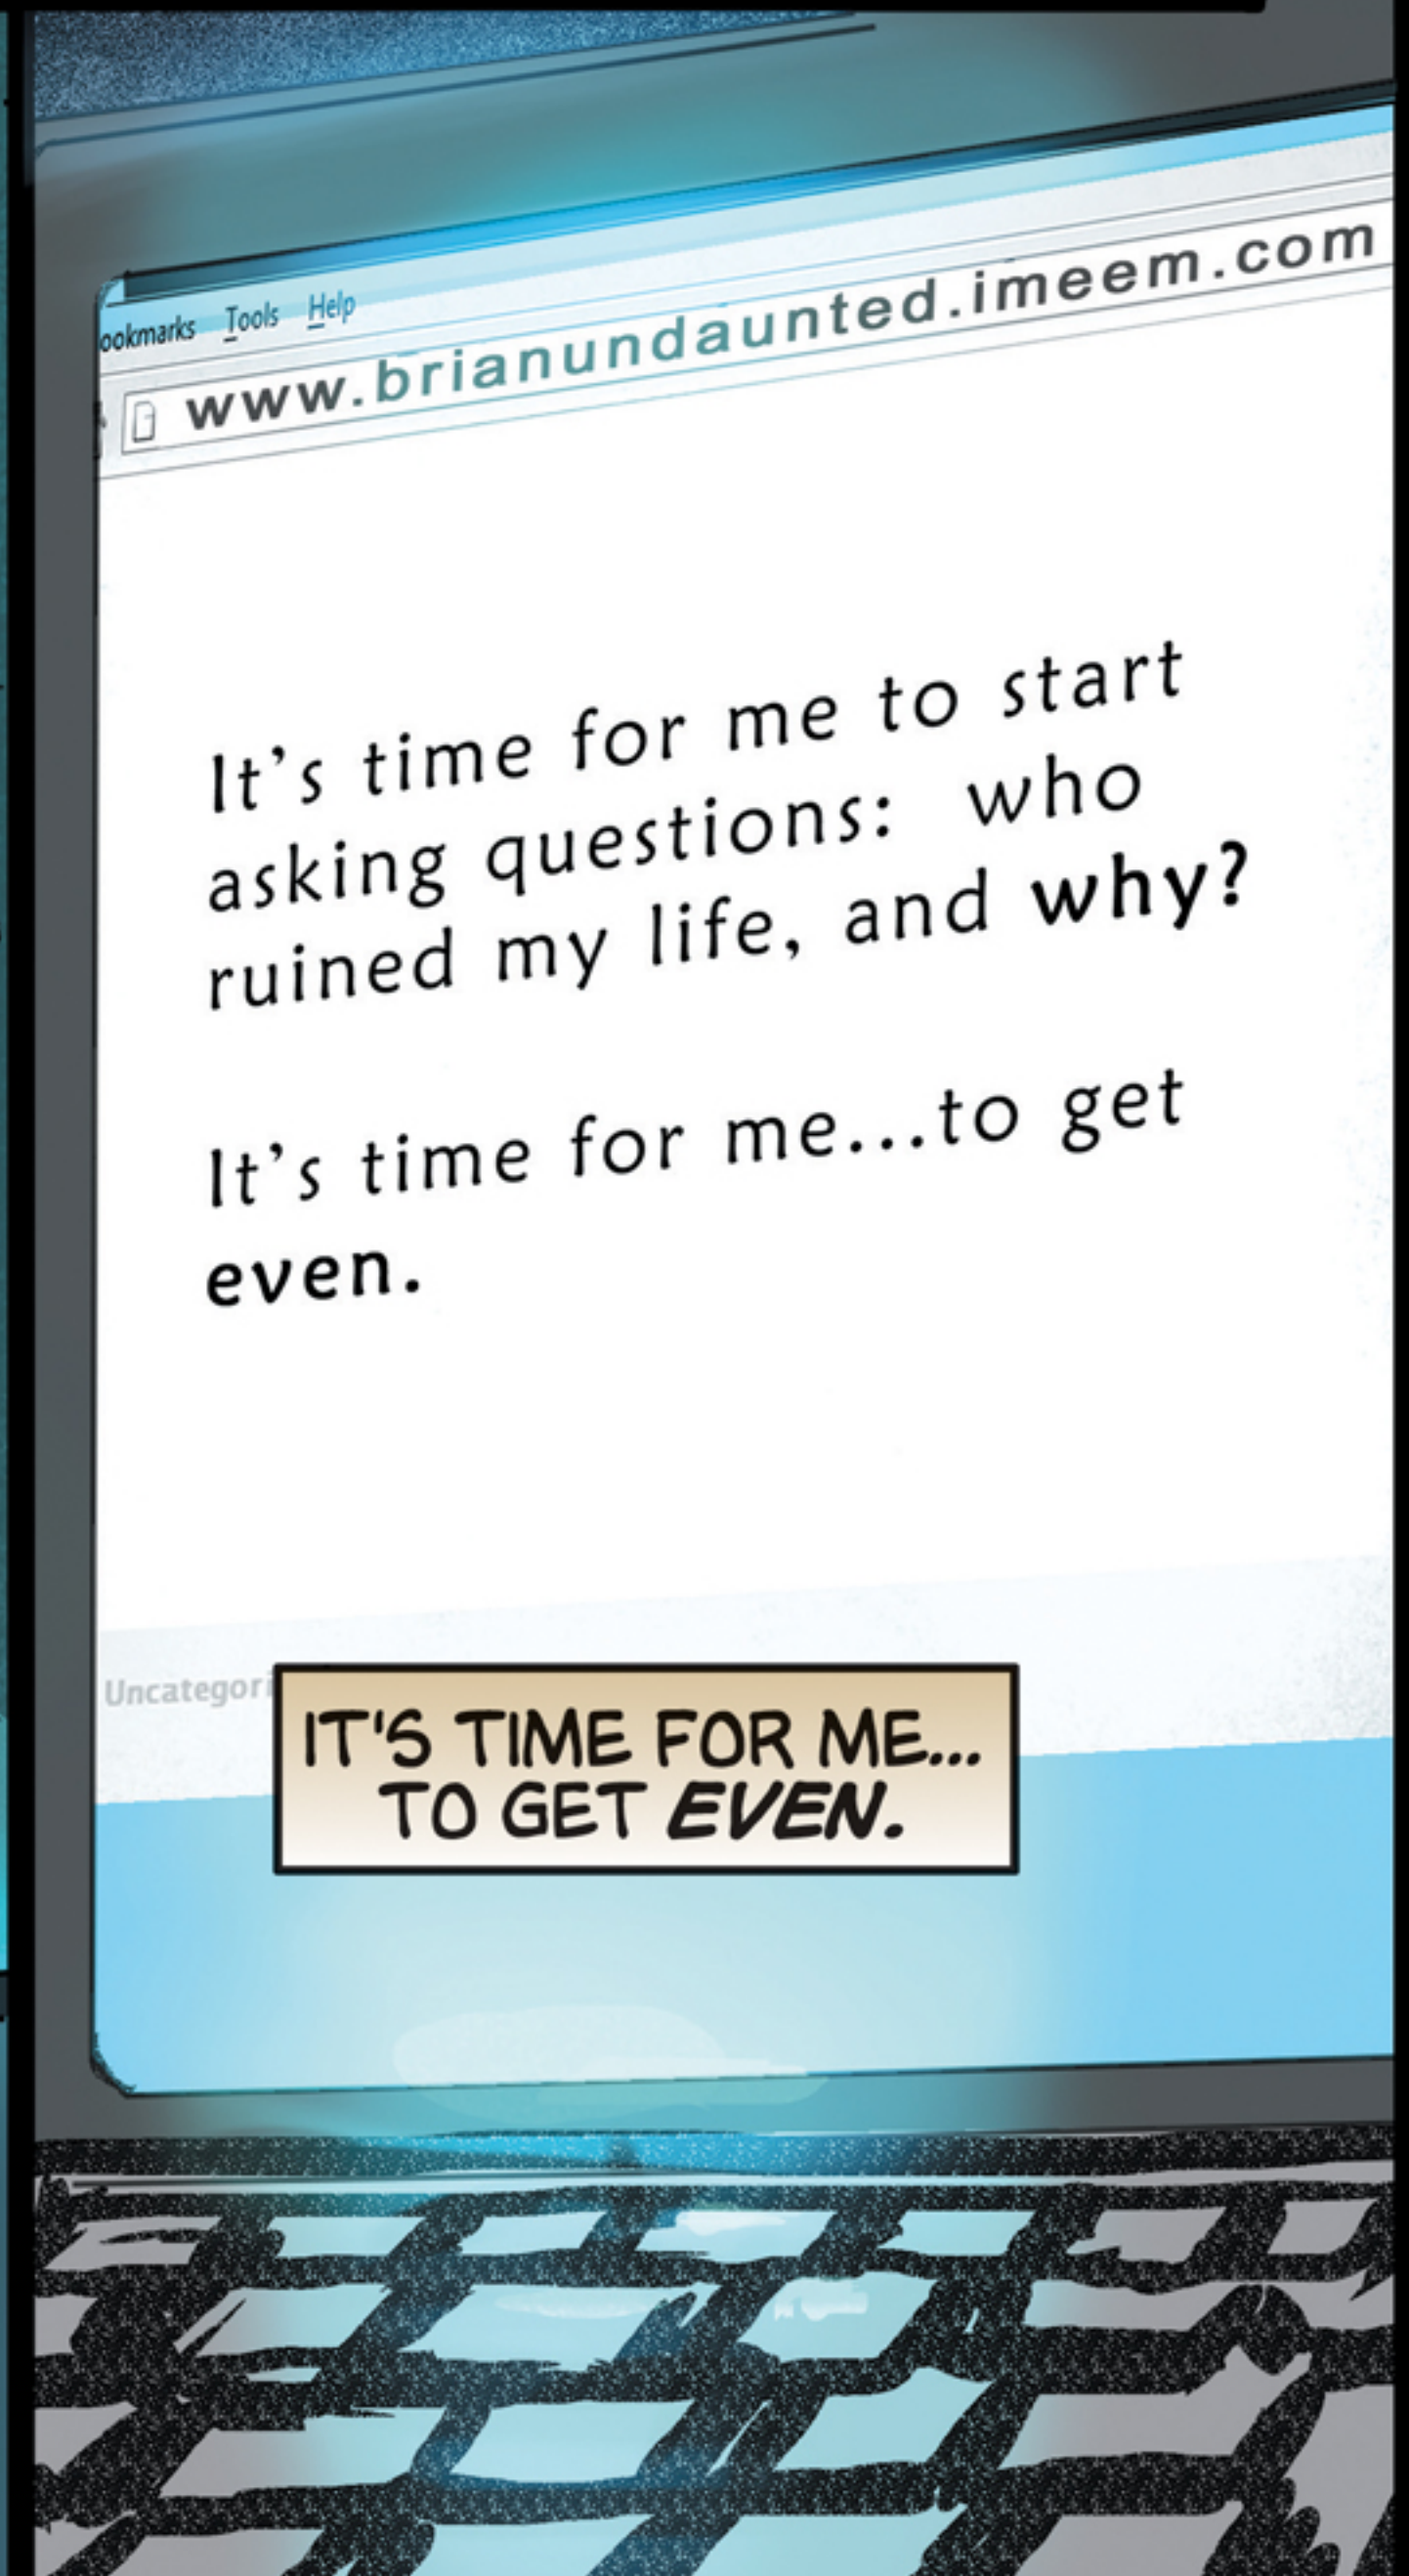 ookmarks Tools Help
www.brianundaunted.imeem.com
It's time for me to start
asking questions: who
ruined my life, and why?
It's time for me...to get
even.
Uncategori
IT'S TIME FOR ME...
TO GET EVEN.